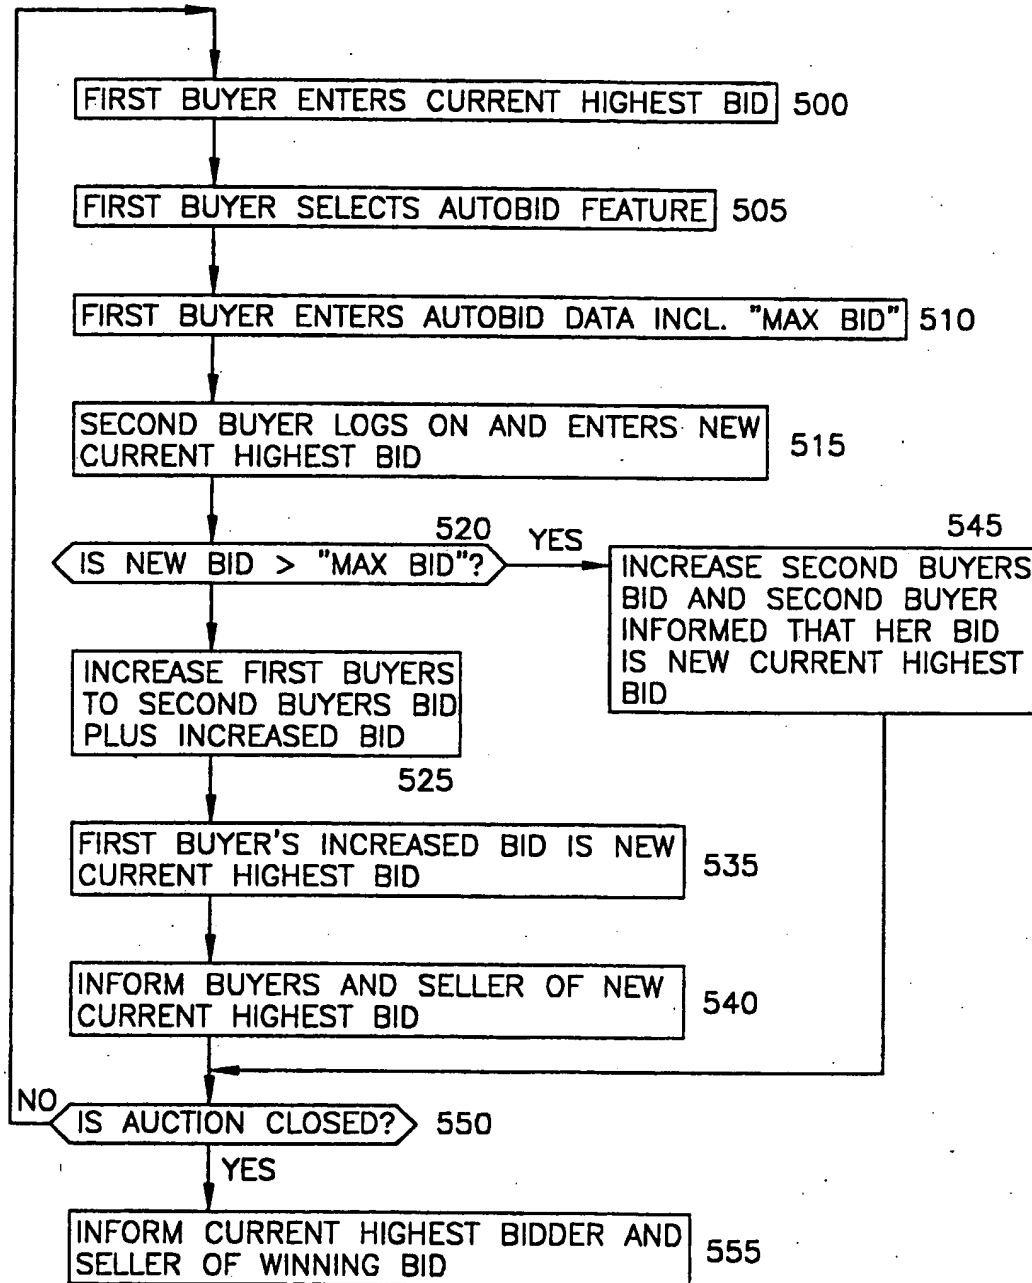 FIRST BUYER ENTERS CURRENT HIGHEST BID 500
FIRST BUYER SELECTS AUTOBID FEATURE 505
FIRST BUYER ENTERS AUTOBID DATA INCL. "MAX BID" 510
SECOND BUYER LOGS ON AND ENTERS NEW
CURRENT HIGHEST BID
515
520
IS NEW BID > "MAX BID"?
YES
545
INCREASE SECOND BUYERS
BID AND SECOND BUYER
INFORMED THAT HER BID
IS NEW CURRENT HIGHEST
BID
INCREASE FIRST BUYERS
TO SECOND BUYERS BID
PLUS INCREASED BID
525
FIRST BUYER'S INCREASED BID IS NEW
CURRENT HIGHEST BID
535
INFORM BUYERS AND SELLER OF NEW
CURRENT HIGHEST BID
540
NO
IS AUCTION CLOSED? 550
YES
INFORM CURRENT HIGHEST BIDDER AND
SELLER OF WINNING BID
555